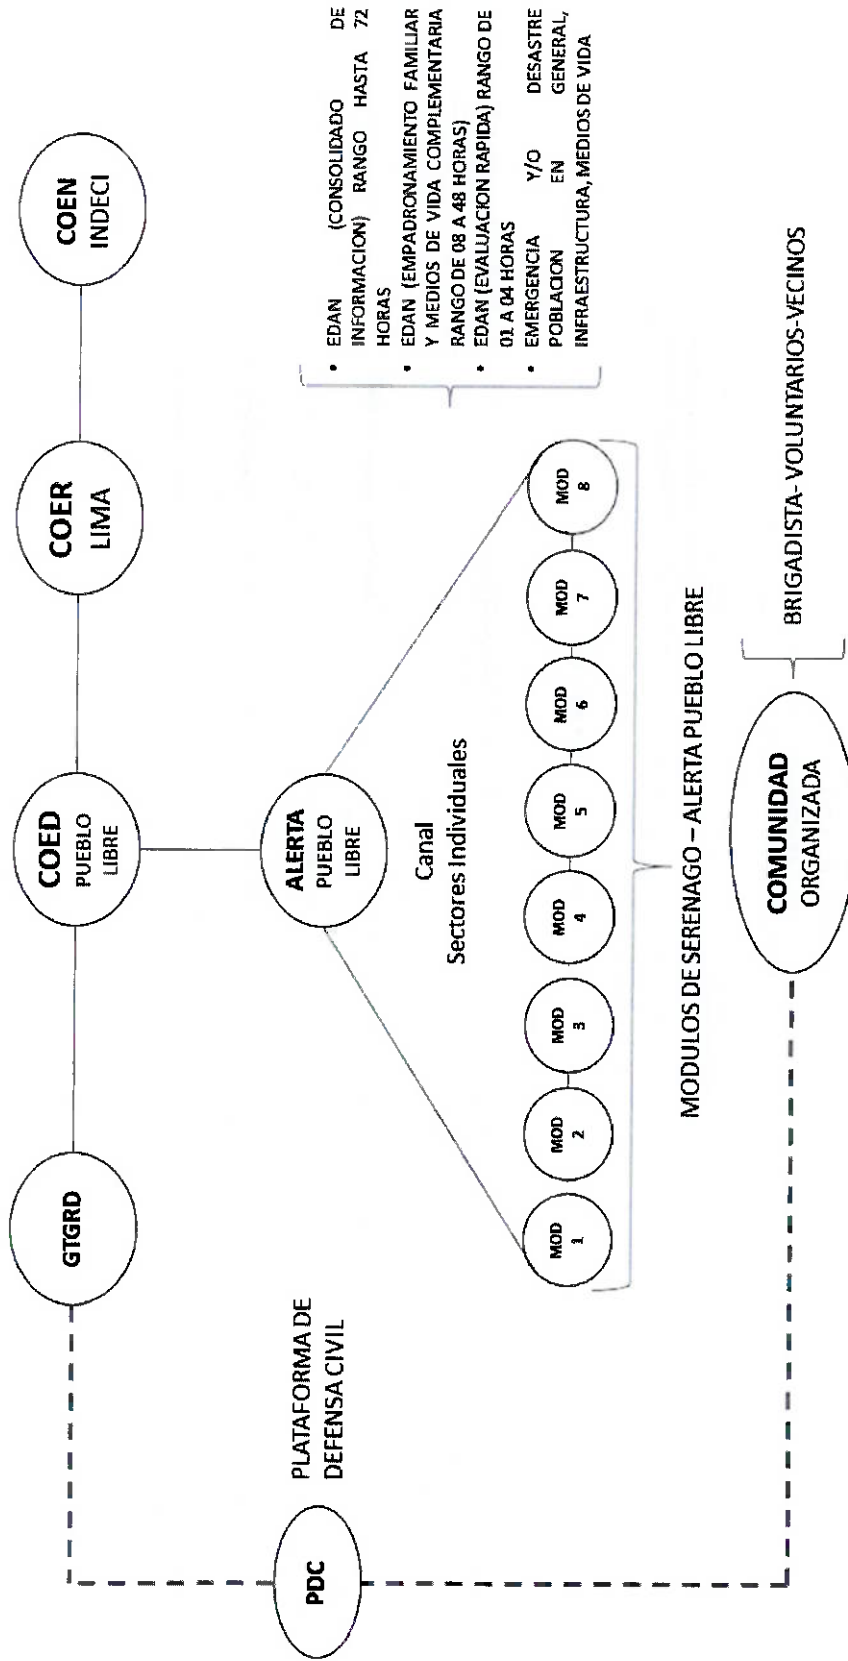 GTGRD
COED
PUEBLO
LIBRE
COER
LIMA
COEN
INDECI
PDC
PLATAFORMA DE
DEFENSA CIVIL
ALERTA
PUEBLO
LIBRE
Canal
Sectores Individuales
MOD
1
MOD
2
MOD
3
MOD
4
MOD
5
MOD
6
MOD
7
MOD
8
MODULOS DE SERENAGO – ALERTA PUEBLO LIBRE
• EDAN (CONSOLIDADO DE
INFORMACION) RANGO HASTA 72
HORAS
• EDAN (EMPADRONAMIENTO FAMILIAR
Y MEDIOS DE VIDA COMPLEMENTARIA
RANGO DE 08 A 48 HORAS)
• EDAN (EVALUACION RAPIDA) RANGO DE
01 A 04 HORAS
• EMERGENCIA Y/O DESASTRE
POBLACION EN GENERAL,
INFRAESTRUCTURA, MEDIOS DE VIDA
COMUNIDAD
ORGANIZADA
BRIGADISTA- VOLUNTARIOS-VECINOS